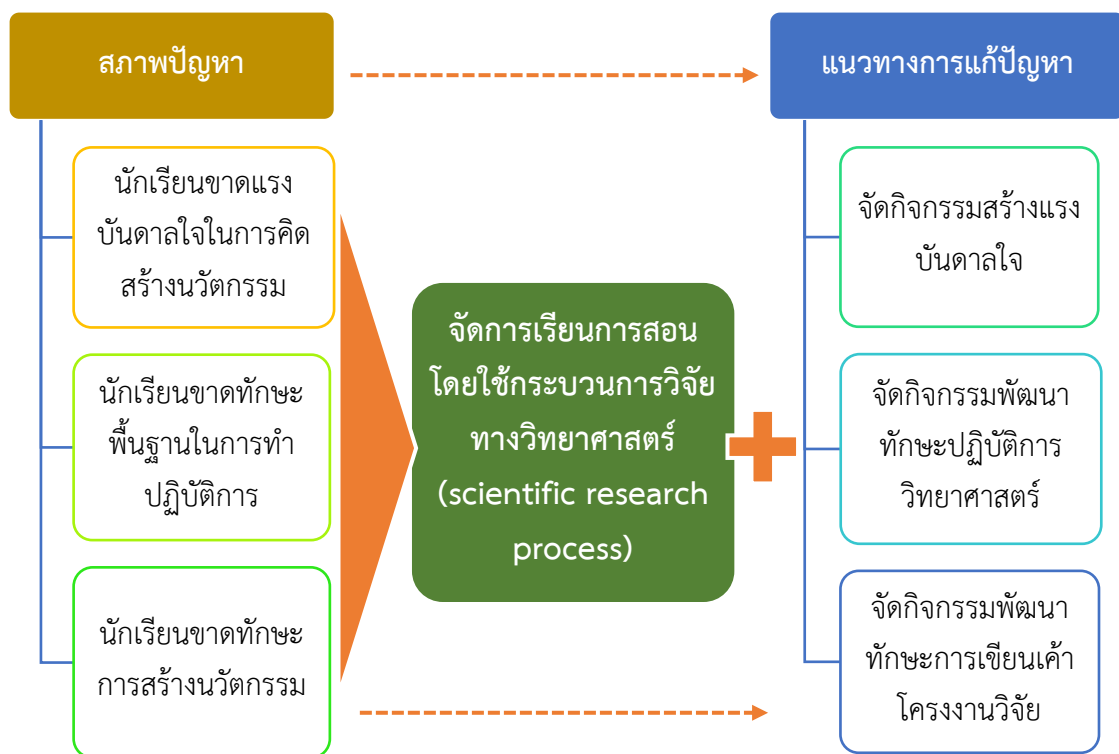 สภาพปัญหา
นักเรียนขาดแรง
บันดาลใจในการคิด
สร้างนวัตกรรม
นักเรียนขาดทักษะ
พื้นฐานในการทำ
ปฏิบัติการ
นักเรียนขาดทักษะ
การสร้างนวัตกรรม
จัดการเรียนการสอน
โดยใช้กระบวนการวิจัย
ทางวิทยาศาสตร์
(scientific research
process)
แนวทางการแก้ปัญหา
จัดกิจกรรมสร้างแรง
บันดาลใจ
จัดกิจกรรมพัฒนา
ทักษะปฏิบัติการ
วิทยาศาสตร์
จัดกิจกรรมพัฒนา
ทักษะการเขียนเค้า
โครงงานวิจัย